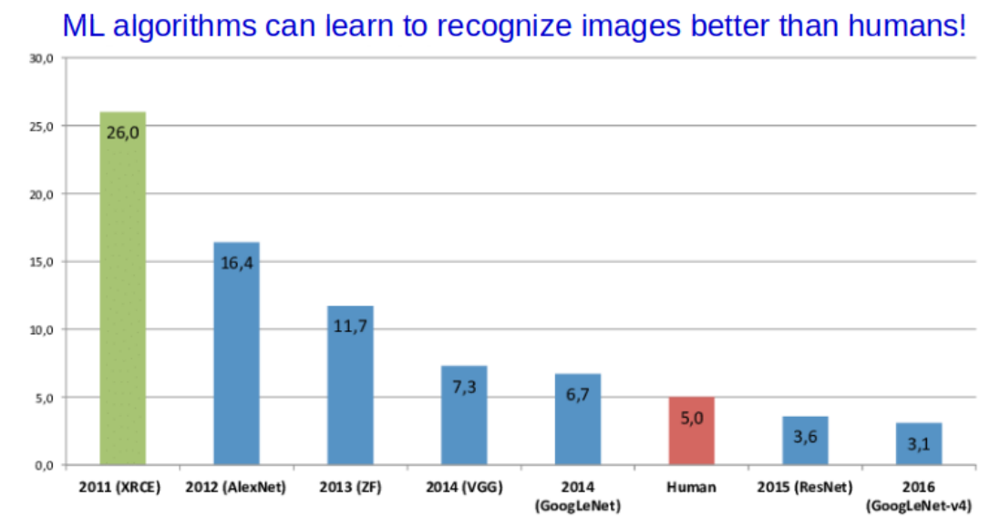 ML algorithms can learn to recognize images better than humans!
30,0
25,0
20,0
15,0
10,0
5,0
0,0
26,0
16,4
11,7
7,3
6,7
5,0
3,6
3,1
2011 (XRCE)
2012 (AlexNet)
2013 (ZF)
2014 (VGG)
2014
(GoogLeNet)
Human
2015 (ResNet)
2016
(GoogLeNet-v4)